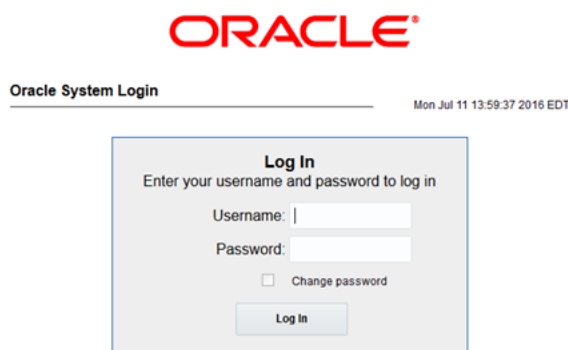 ORACLE®
Oracle System Login
Mon Jul 11 13:59:37 2016 EDT
Log In
Enter your username and password to log in
Username:
Password:
Change password
Log In